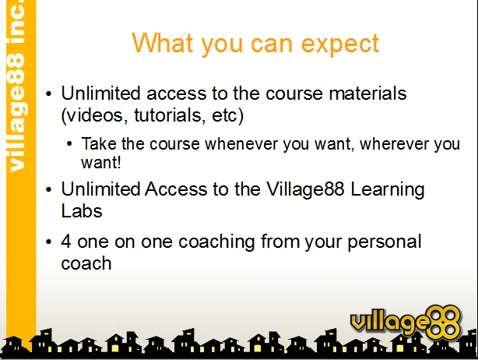 village88 inc.
What you can expect
• Unlimited access to the course materials
(videos, tutorials, etc)
• Take the course whenever you want, wherever you
want!
• Unlimited Access to the Village88 Learning
Labs
• 4 one on one coaching from your personal
coach
village88